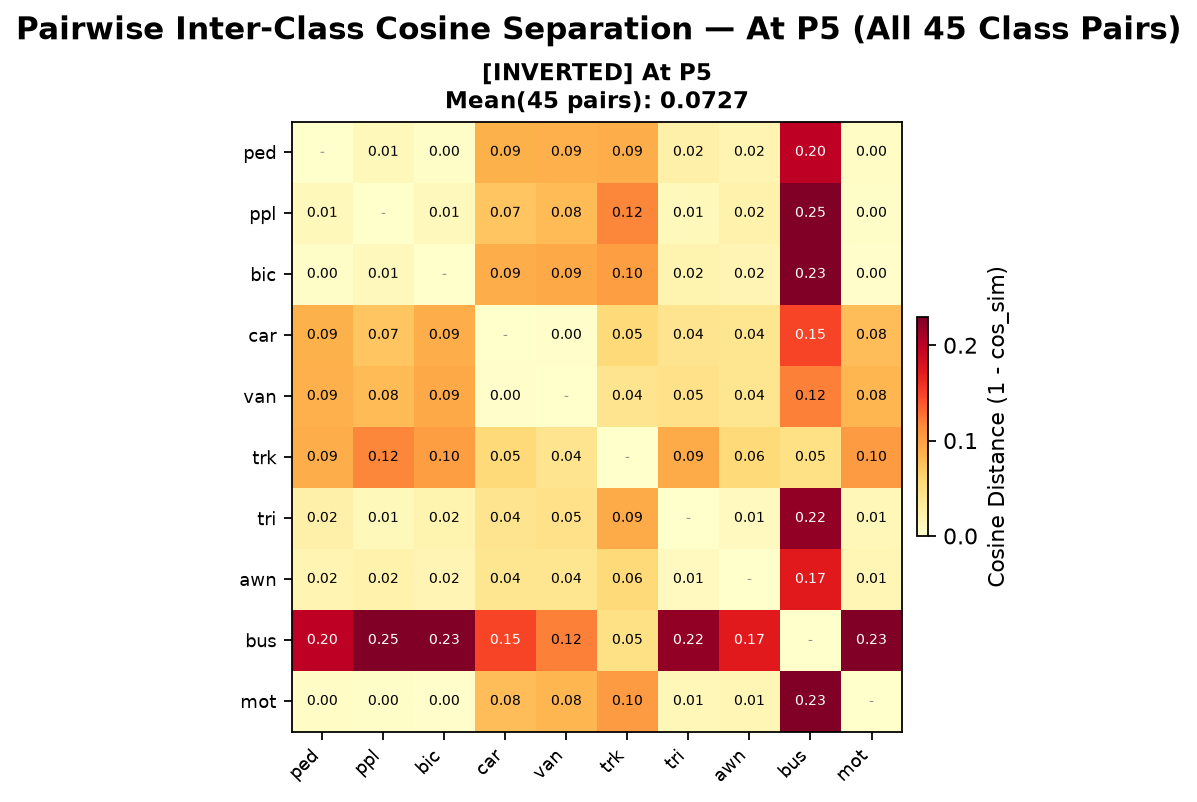 Pairwise Inter-Class Cosine Separation — At P5 (All 45 Class Pairs)
[INVERTED] At P5
Mean(45 pairs): 0.0727
ped - 0.01 0.00 0.09 0.09 0.09 0.02 0.02 0.20 0.00
ppl 0.01 - 0.01 0.07 0.08 0.12 0.01 0.02 0.25 0.00
bic 0.00 0.01 - 0.09 0.09 0.10 0.02 0.02 0.23 0.00
car 0.09 0.07 0.09 - 0.00 0.05 0.04 0.04 0.15 0.08
van 0.09 0.08 0.09 0.00 - 0.04 0.05 0.04 0.12 0.08
trk 0.09 0.12 0.10 0.05 0.04 - 0.09 0.06 0.05 0.10
tri 0.02 0.01 0.02 0.04 0.05 0.09 - 0.01 0.22 0.01
awn 0.02 0.02 0.02 0.04 0.04 0.06 0.01 - 0.17 0.01
bus 0.20 0.25 0.23 0.15 0.12 0.05 0.22 0.17 - 0.23
mot 0.00 0.00 0.00 0.08 0.08 0.10 0.01 0.01 0.23 -
ped ppl bic car van trk tri awn bus mot
0.2
0.1
0.0
Cosine Distance (1 - cos_sim)